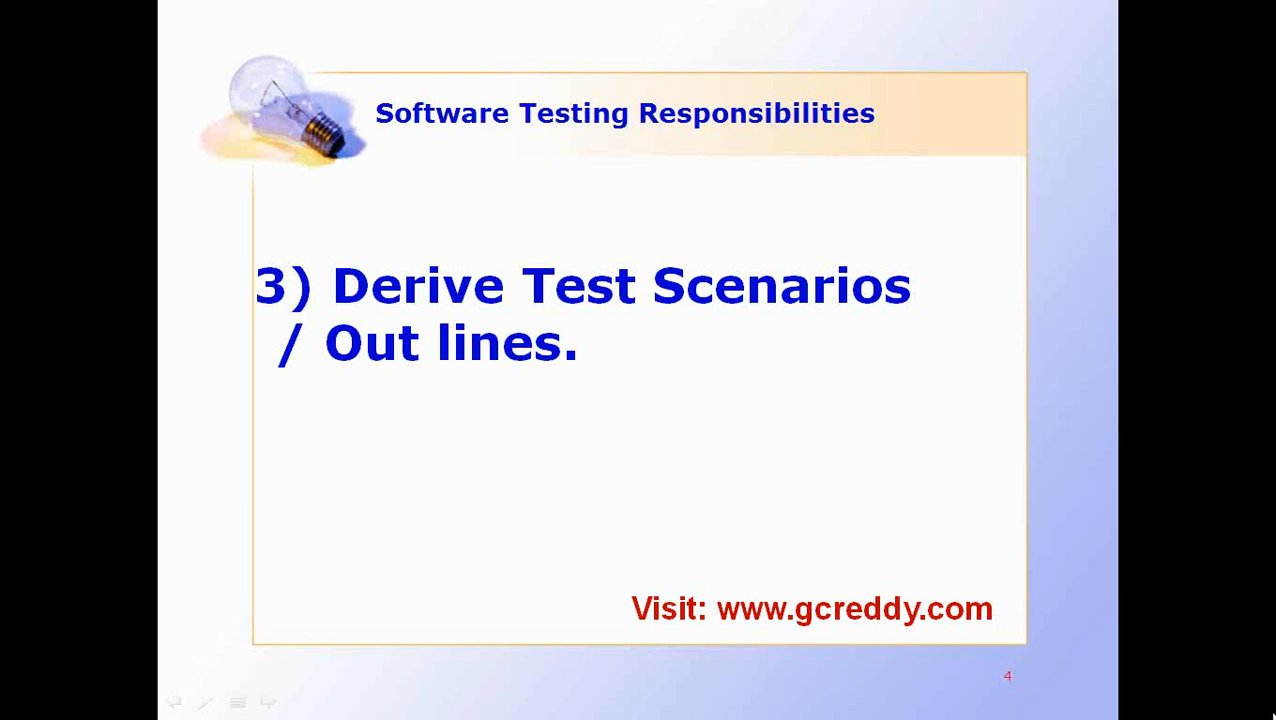 Software Testing Responsibilities
3) Derive Test Scenarios
/ Out lines.
Visit: www.gcreddy.com
4